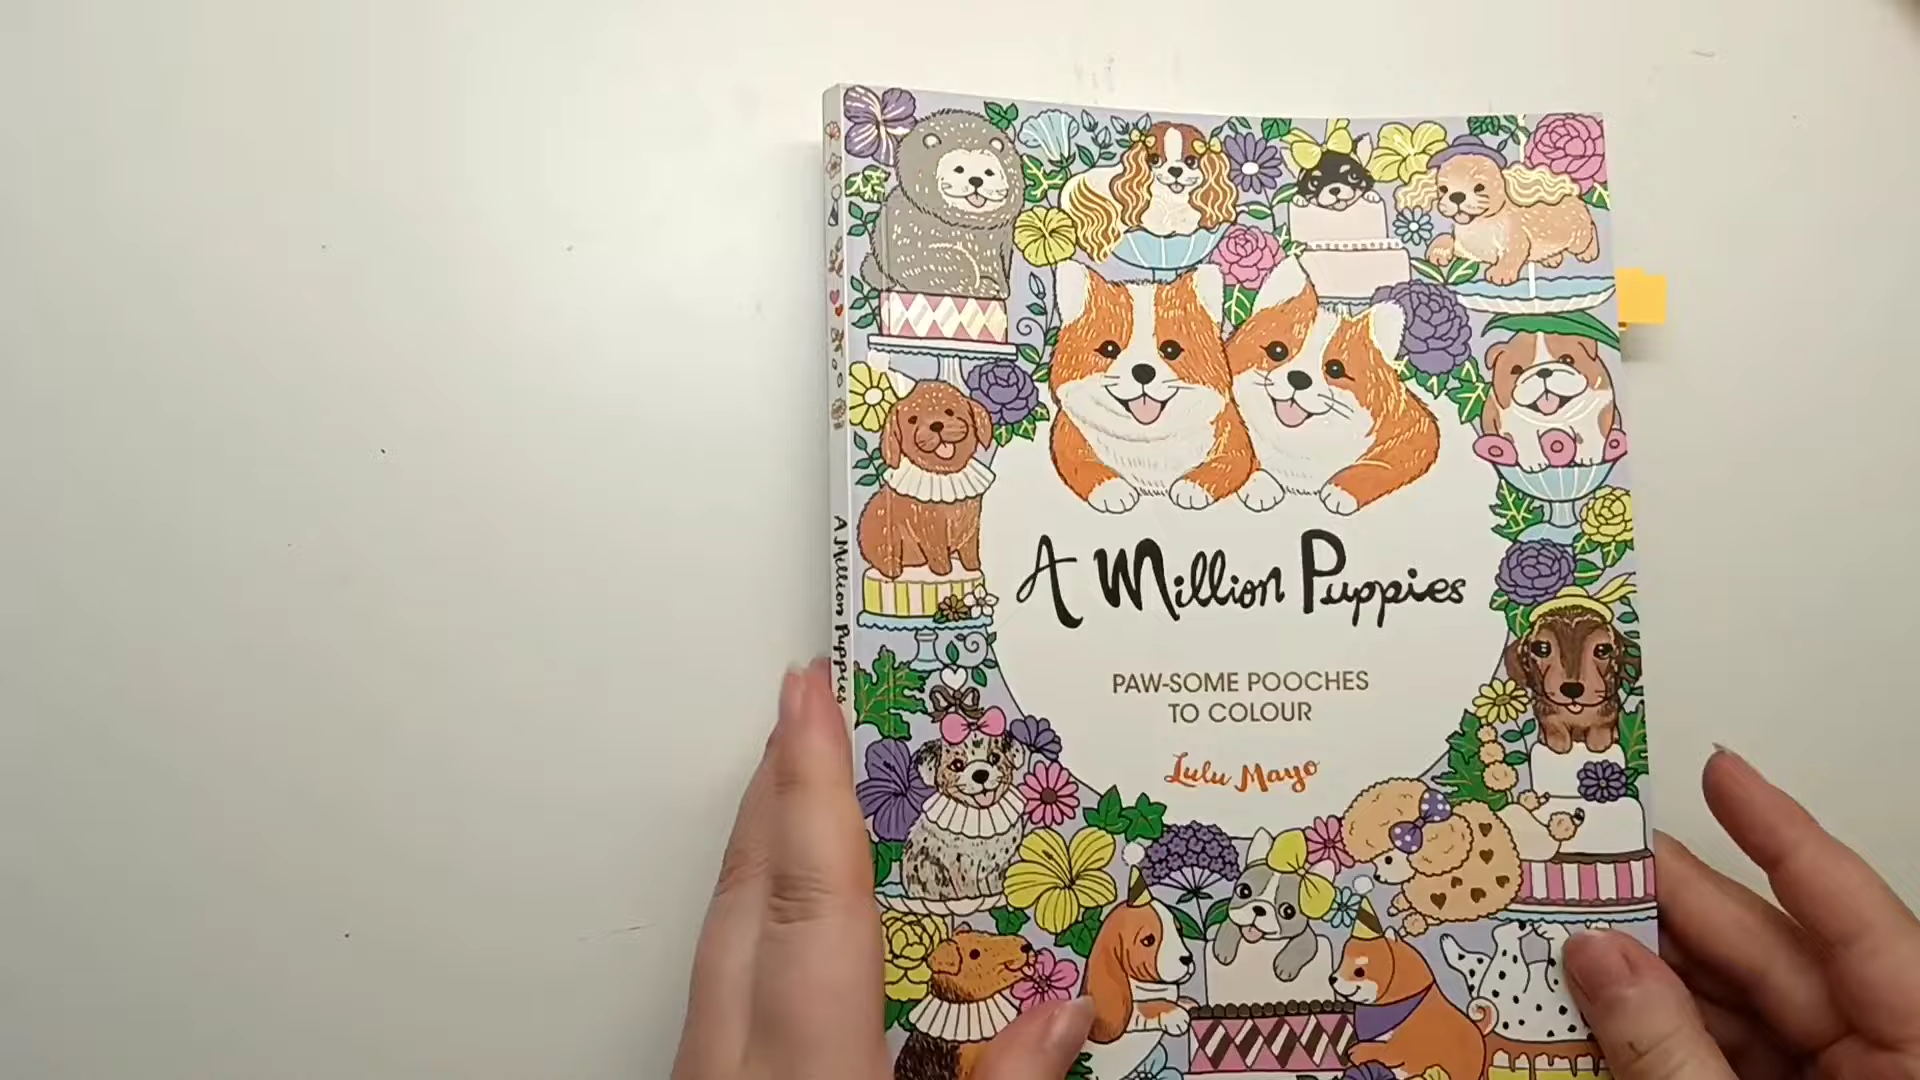 A Million Puppies
PAW-SOME POOCHES
TO COLOUR
Lulu Mayo
A Million Puppies